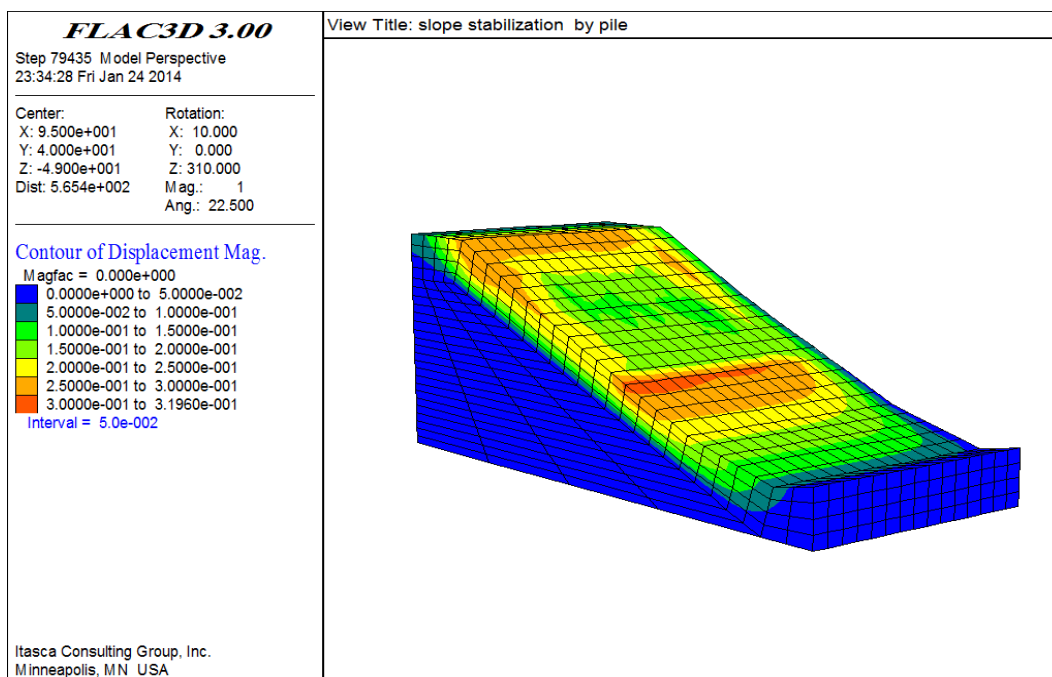 FLAC3D 3.00
Step 79435 Model Perspective
23:34:28 Fri Jan 24 2014
Center: Rotation:
X: 9.500e+001 X: 10.000
Y: 4.000e+001 Y: 0.000
Z: -4.900e+001 Z: 310.000
Dist: 5.654e+002 Mag.: 1
Ang.: 22.500
Contour of Displacement Mag.
Magfac = 0.000e+000
0.0000e+000 to 5.0000e-002
5.0000e-002 to 1.0000e-001
1.0000e-001 to 1.5000e-001
1.5000e-001 to 2.0000e-001
2.0000e-001 to 2.5000e-001
2.5000e-001 to 3.0000e-001
3.0000e-001 to 3.1960e-001
Interval = 5.0e-002
Itasca Consulting Group, Inc.
Minneapolis, MN USA
View Title: slope stabilization by pile